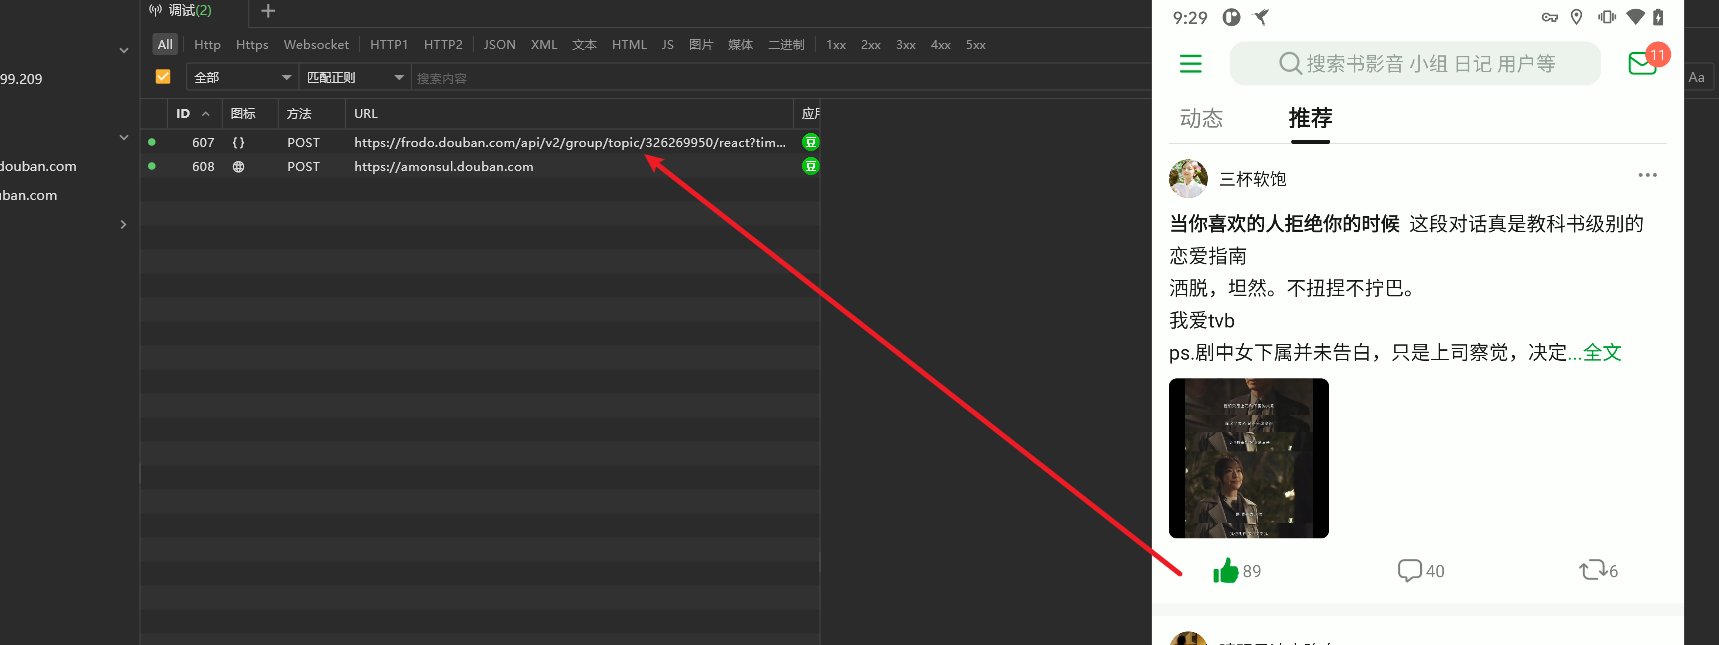 调试(2)
All Http Https Websocket HTTP1 HTTP2 JSON XML 文本 HTML JS 图片 媒体 二进制 1xx 2xx 3xx 4xx 5xx
99.209
全部 匹配正则 搜索内容
Aa
ID 图标 方法 URL 应用
607 {} POST https://frodo.douban.com/api/v2/group/topic/326269950/react?tim...
豆
608 POST https://amonsul.douban.com
豆
douban.com
uban.com
9:29
搜索书影音 小组 日记 用户等
11
动态 推荐
三杯软饱
当你喜欢的人拒绝你的时候 这段对话真是教科书级别的
恋爱指南
洒脱，坦然。不扭捏不拧巴。
我爱tvb
ps.剧中女下属并未告白，只是上司察觉，决定...全文
89 40 6